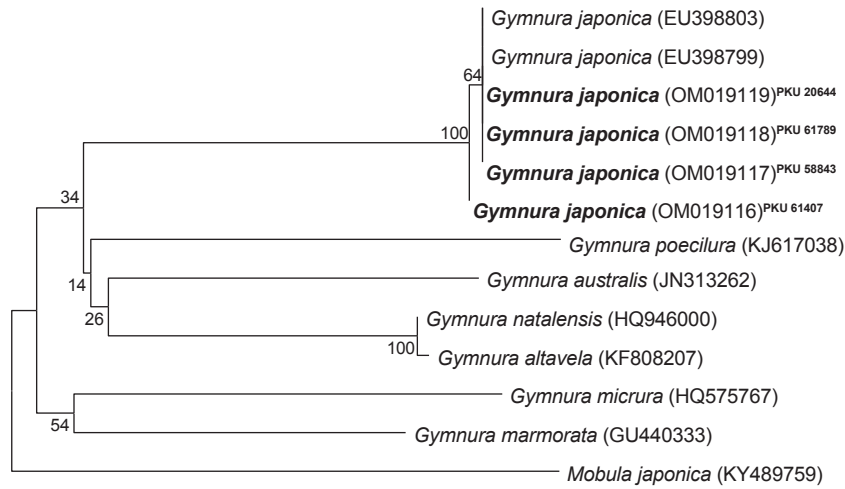 Gymnura japonica (EU398803)
Gymnura japonica (EU398799)
64
Gymnura japonica (OM019119)PKU 20644
100
Gymnura japonica (OM019118)PKU 61789
Gymnura japonica (OM019117)PKU 58843
34
Gymnura japonica (OM019116)PKU 61407
Gymnura poecilura (KJ617038)
14
Gymnura australis (JN313262)
26
Gymnura natalensis (HQ946000)
100
Gymnura altavela (KF808207)
Gymnura micrura (HQ575767)
54
Gymnura marmorata (GU440333)
Mobula japonica (KY489759)